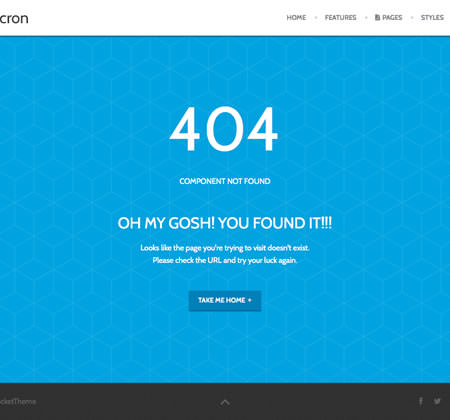 cron
HOME FEATURES PAGES STYLES
404
COMPONENT NOT FOUND
OH MY GOSH! YOU FOUND IT!!!
Looks like the page you're trying to visit doesn't exist.
Please check the URL and try your luck again.
TAKE ME HOME +
cketTheme